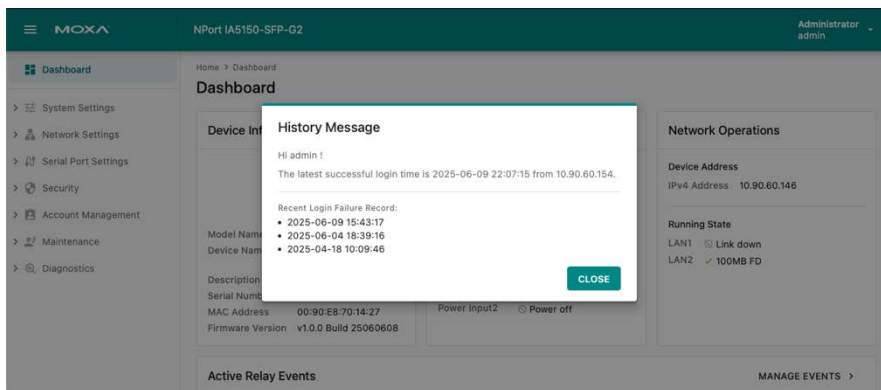 MOXA
NPort IA5150-SFP-G2
Administrator
admin
Dashboard
System Settings
Network Settings
Serial Port Settings
Security
Account Management
Maintenance
Diagnostics
Home > Dashboard
Dashboard
Device Inf
Model Name
Device Nam
Description
Serial Numb
MAC Address 00:90:E8:70:14:27
Firmware Version v1.0.0 Build 25060608
History Message
Hi admin !
The latest successful login time is 2025-06-09 22:07:15 from 10.90.60.154.
Recent Login Failure Record:
• 2025-06-09 15:43:17
• 2025-06-04 18:39:16
• 2025-04-18 10:09:46
CLOSE
Power Input2 Power off
Network Operations
Device Address
IPv4 Address 10.90.60.146
Running State
LAN1 Link down
LAN2 100MB FD
Active Relay Events
MANAGE EVENTS >